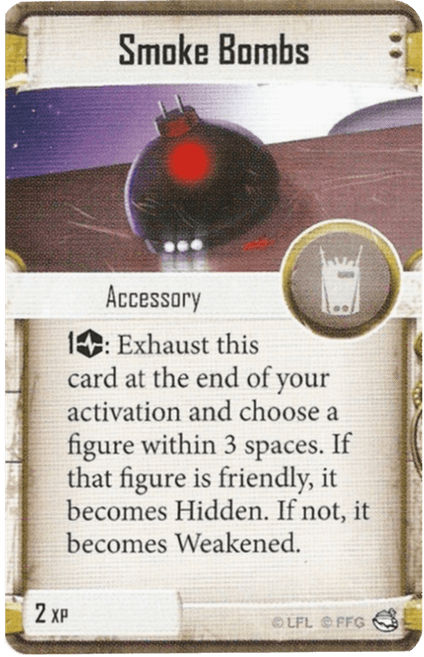 Smoke Bombs
Accessory
1: Exhaust this
card at the end of your
activation and choose a
figure within 3 spaces. If
that figure is friendly, it
becomes Hidden. If not, it
becomes Weakened.
2 XP
© LFL © FFG